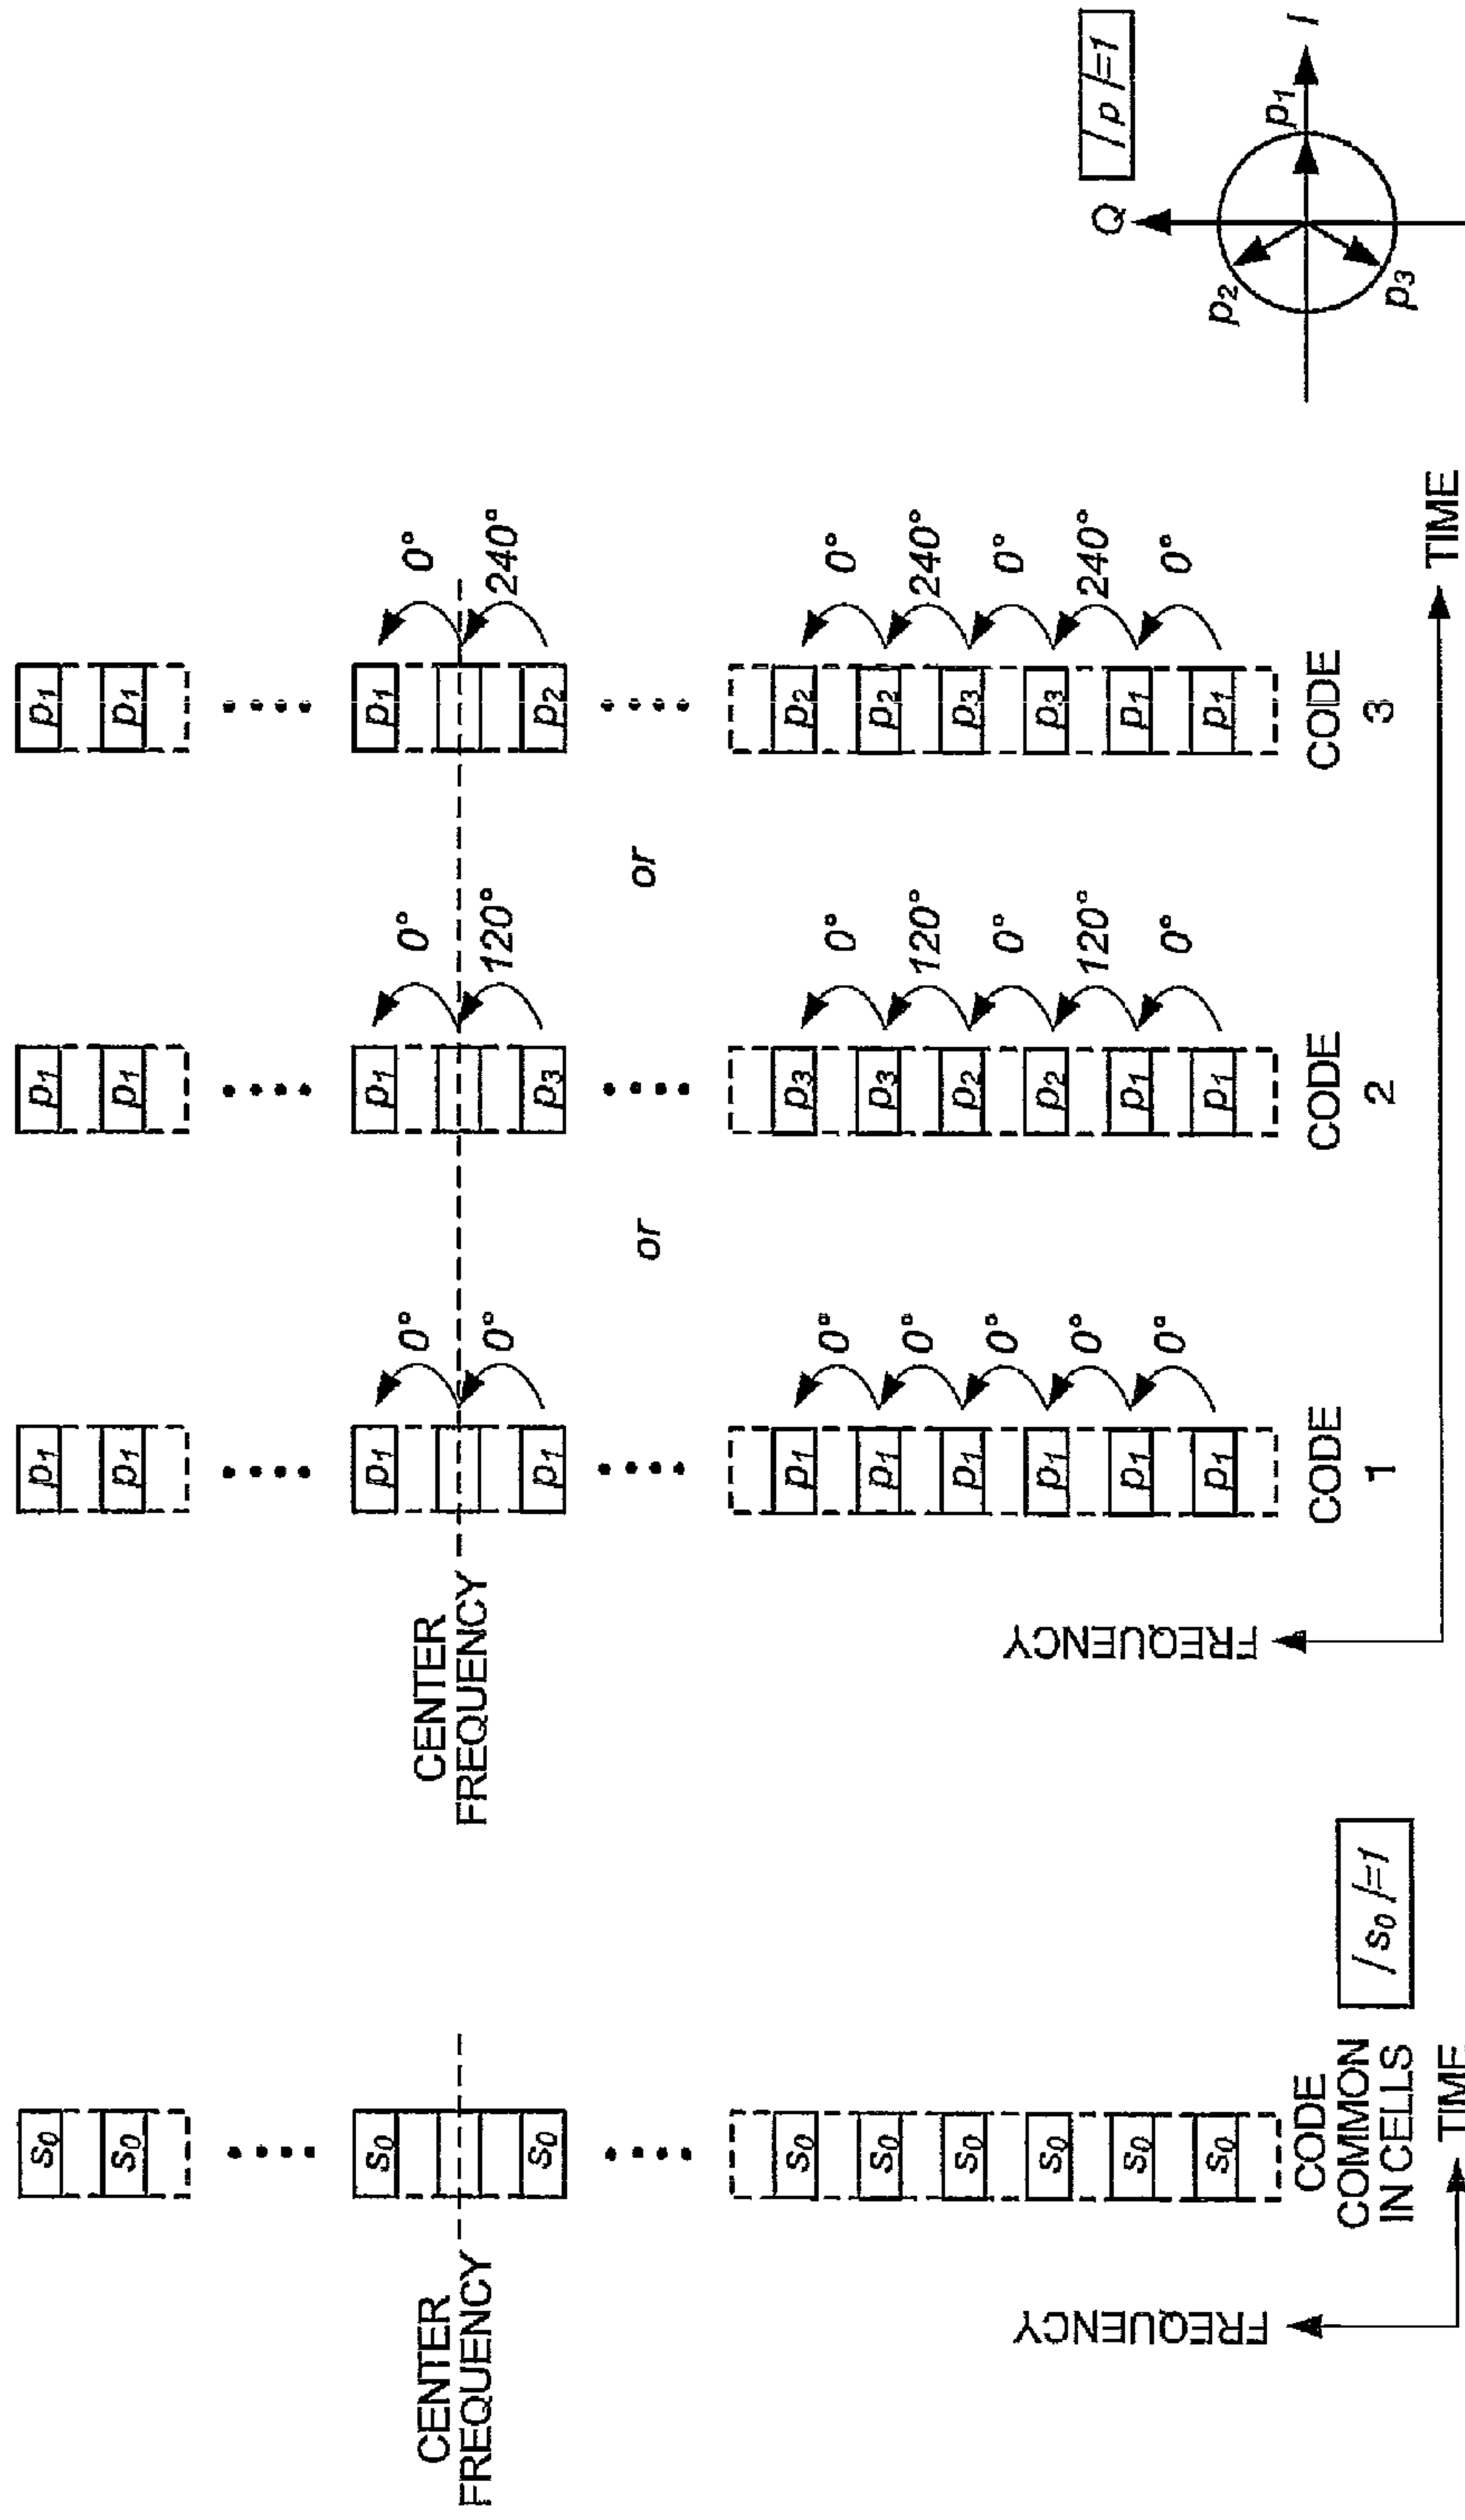 s0
s0
CENTER
FREQUENCY
s0
s0
s0
s0
s0
s0
s0
s0
CODE
COMMON
IN CELLS
/s0/=1
FREQUENCY
TIME
p1 p1 p1
p1 p1 p1
CENTER
FREQUENCY
p1 0° p1 0° p1 0°
0° 120° 240°
p1 p3 p2
or or
p1 0° p3 0° p2 0°
p1 0° p3 120° p2 240°
p1 0° p2 0° p3 0°
p1 0° p2 120° p3 240°
p1 0° p1 0° p1 0°
p1 p1 p1
CODE CODE CODE
1 2 3
FREQUENCY
TIME
Q
/p/=1
p2
p1
I
p3